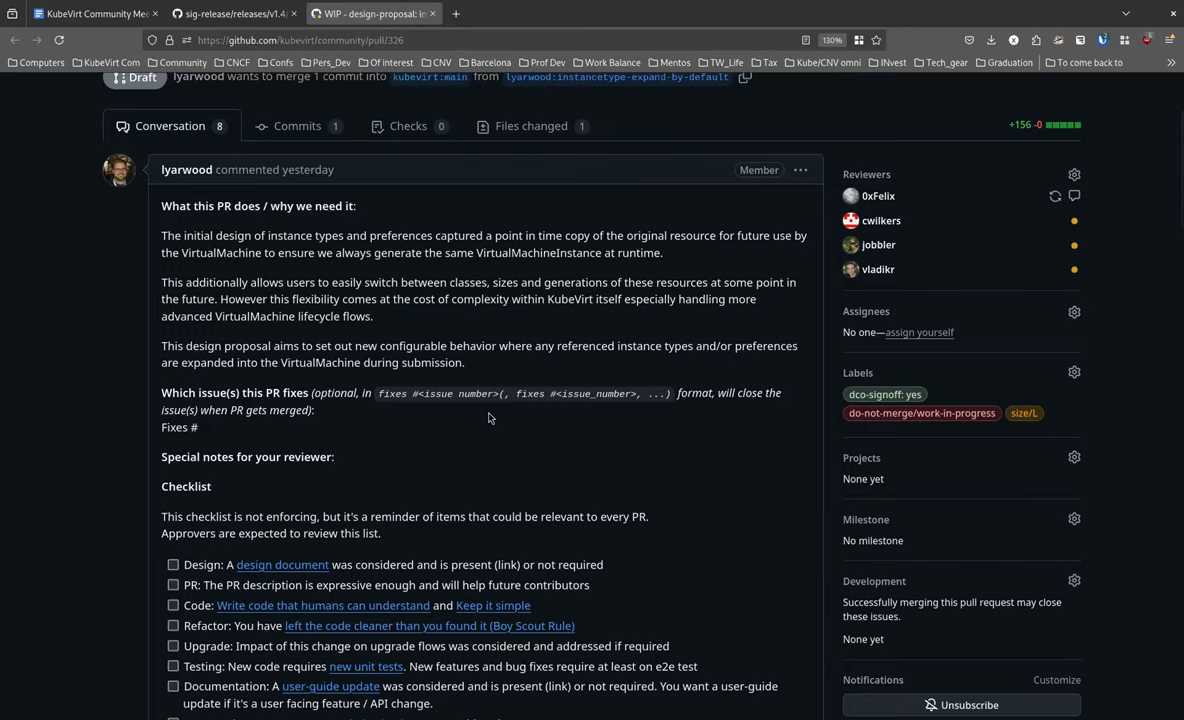 KubeVirt Community Mee
sig-release/releases/v1.4/
WIP - design-proposal: in
https://github.com/kubevirt/community/pull/326
130%
Computers
KubeVirt Com
Community
CNCF
Confs
Pers_Dev
Of interest
CNV
Barcelona
Prof Dev
Work Balance
Mentos
TW_Life
Tax
Kube/CNV omni
INvest
Tech_gear
Graduation
To come back to
Draft
lyarwood wants to merge 1 commit into kubevirt:main from lyarwood:instancetype-expand-by-default
Conversation 8
Commits 1
Checks 0
Files changed 1
+156 -0
lyarwood commented yesterday
Member
What this PR does / why we need it:
The initial design of instance types and preferences captured a point in time copy of the original resource for future use by
the VirtualMachine to ensure we always generate the same VirtualMachineInstance at runtime.
This additionally allows users to easily switch between classes, sizes and generations of these resources at some point in
the future. However this flexibility comes at the cost of complexity within KubeVirt itself especially handling more
advanced VirtualMachine lifecycle flows.
This design proposal aims to set out new configurable behavior where any referenced instance types and/or preferences
are expanded into the VirtualMachine during submission.
Which issue(s) this PR fixes (optional, in fixes #<issue number>(, fixes #<issue_number>, ...) format, will close the
issue(s) when PR gets merged):
Fixes #
Special notes for your reviewer:
Checklist
This checklist is not enforcing, but it's a reminder of items that could be relevant to every PR.
Approvers are expected to review this list.
Design: A design document was considered and is present (link) or not required
PR: The PR description is expressive enough and will help future contributors
Code: Write code that humans can understand and Keep it simple
Refactor: You have left the code cleaner than you found it (Boy Scout Rule)
Upgrade: Impact of this change on upgrade flows was considered and addressed if required
Testing: New code requires new unit tests. New features and bug fixes require at least on e2e test
Documentation: A user-guide update was considered and is present (link) or not required. You want a user-guide
update if it's a user facing feature / API change.
Reviewers
0xFelix
cwilkers
jobbler
vladikr
Assignees
No one—assign yourself
Labels
dco-signoff: yes
do-not-merge/work-in-progress
size/L
Projects
None yet
Milestone
No milestone
Development
Successfully merging this pull request may close
these issues.
None yet
Notifications
Customize
Unsubscribe